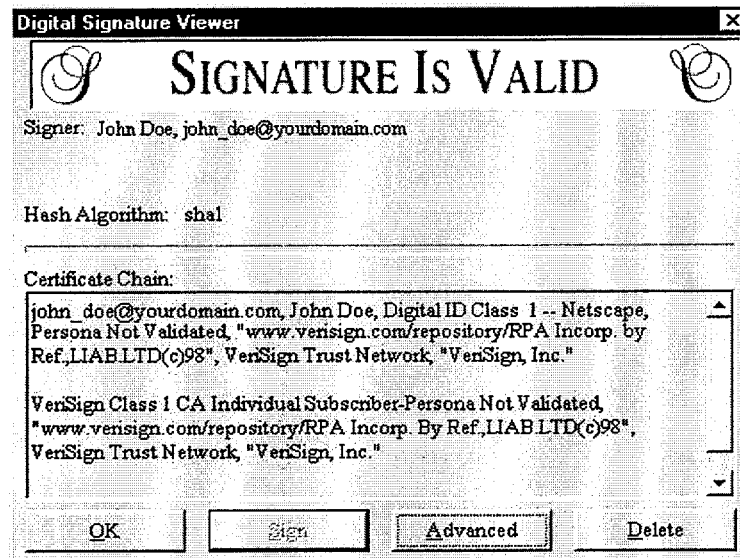 Digital Signature Viewer
SIGNATURE IS VALID
Signer: John Doe, john_doe@yourdomain.com
Hash Algorithm: sha1
Certificate Chain:
john_doe@yourdomain.com, John Doe, Digital ID Class 1 -- Netscape,
Persona Not Validated, "www.verisign.com/repository/RPA Incorp. by
Ref.,LIAB.LTD(c)98", VeriSign Trust Network, "VeriSign, Inc."
VeriSign Class 1 CA Individual Subscriber-Persona Not Validated,
"www.verisign.com/repository/RPA Incorp. By Ref.,LIAB.LTD(c)98",
VeriSign Trust Network, "VeriSign, Inc."
OK Sign Advanced Delete